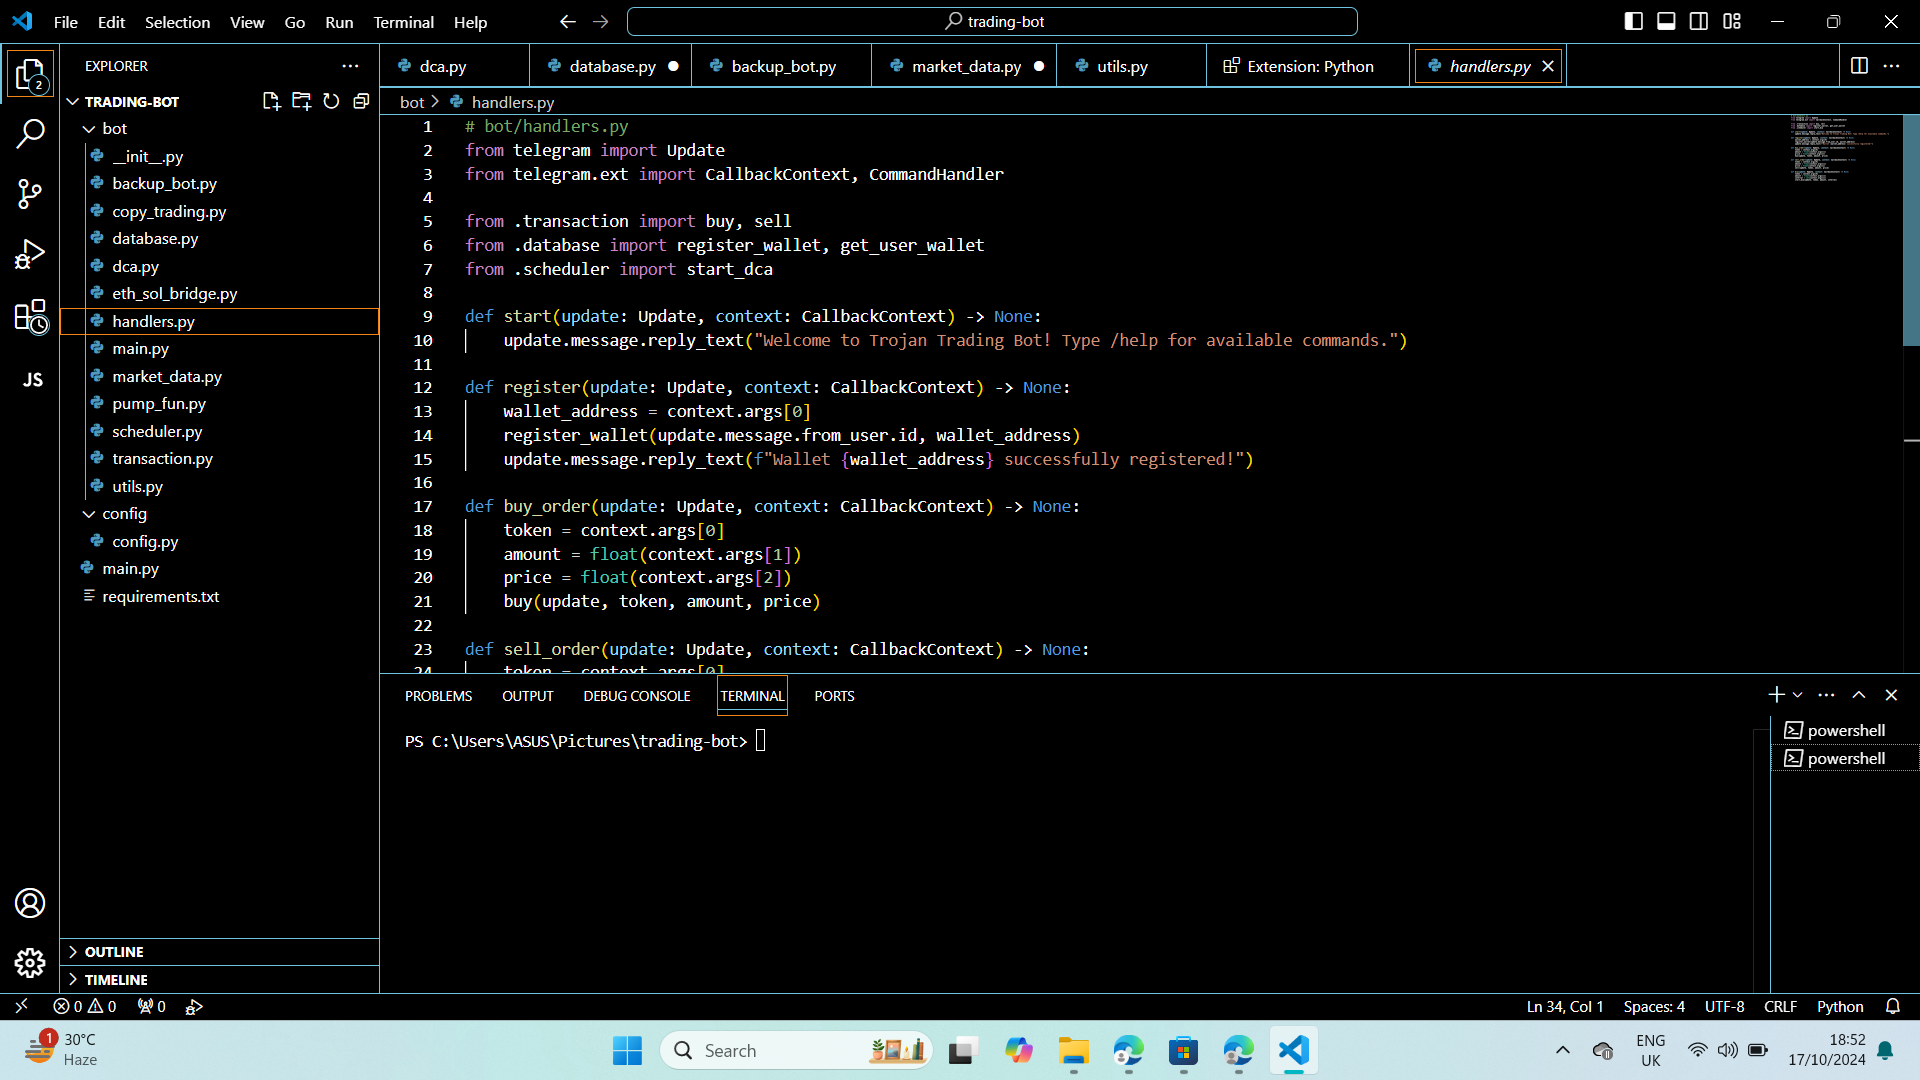 File Edit Selection View Go Run Terminal Help
trading-bot
2
JS
EXPLORER
TRADING-BOT
bot
__init__.py
backup_bot.py
copy_trading.py
database.py
dca.py
eth_sol_bridge.py
handlers.py
main.py
market_data.py
pump_fun.py
scheduler.py
transaction.py
utils.py
config
config.py
main.py
requirements.txt
OUTLINE
TIMELINE
dca.py database.py backup_bot.py market_data.py utils.py Extension: Python handlers.py
bot > handlers.py
1 # bot/handlers.py
2 from telegram import Update
3 from telegram.ext import CallbackContext, CommandHandler
4
5 from .transaction import buy, sell
6 from .database import register_wallet, get_user_wallet
7 from .scheduler import start_dca
8
9 def start(update: Update, context: CallbackContext) -> None:
10 update.message.reply_text("Welcome to Trojan Trading Bot! Type /help for available commands.")
11
12 def register(update: Update, context: CallbackContext) -> None:
13 wallet_address = context.args[0]
14 register_wallet(update.message.from_user.id, wallet_address)
15 update.message.reply_text(f"Wallet {wallet_address} successfully registered!")
16
17 def buy_order(update: Update, context: CallbackContext) -> None:
18 token = context.args[0]
19 amount = float(context.args[1])
20 price = float(context.args[2])
21 buy(update, token, amount, price)
22
23 def sell_order(update: Update, context: CallbackContext) -> None:
24 token = context.args[0]
PROBLEMS OUTPUT DEBUG CONSOLE TERMINAL PORTS
PS C:\Users\ASUS\Pictures\trading-bot>
powershell
powershell
0 0 0
Ln 34, Col 1 Spaces: 4 UTF-8 CRLF Python
1
30°C
Haze
Search
ENG
UK
18:52
17/10/2024